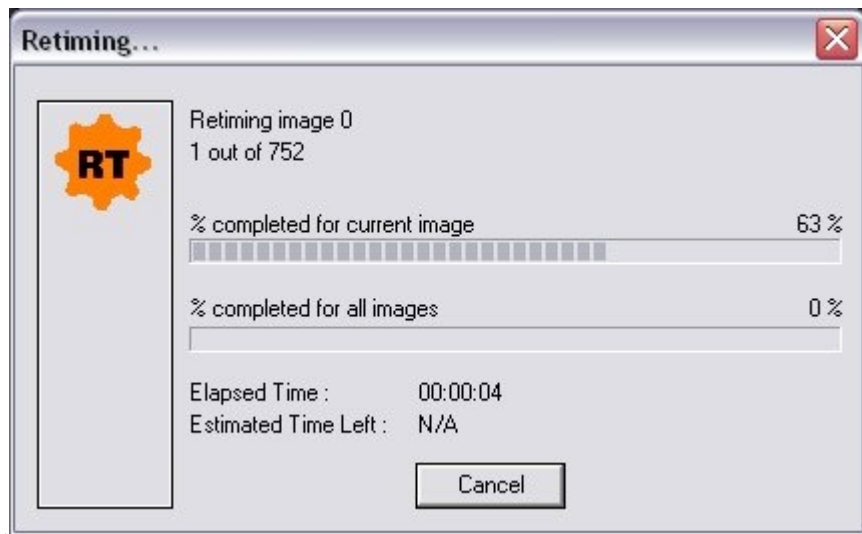 Retiming...
RT
Retiming image 0
1 out of 752
% completed for current image 63 %
% completed for all images 0 %
Elapsed Time : 00:00:04
Estimated Time Left : N/A
Cancel